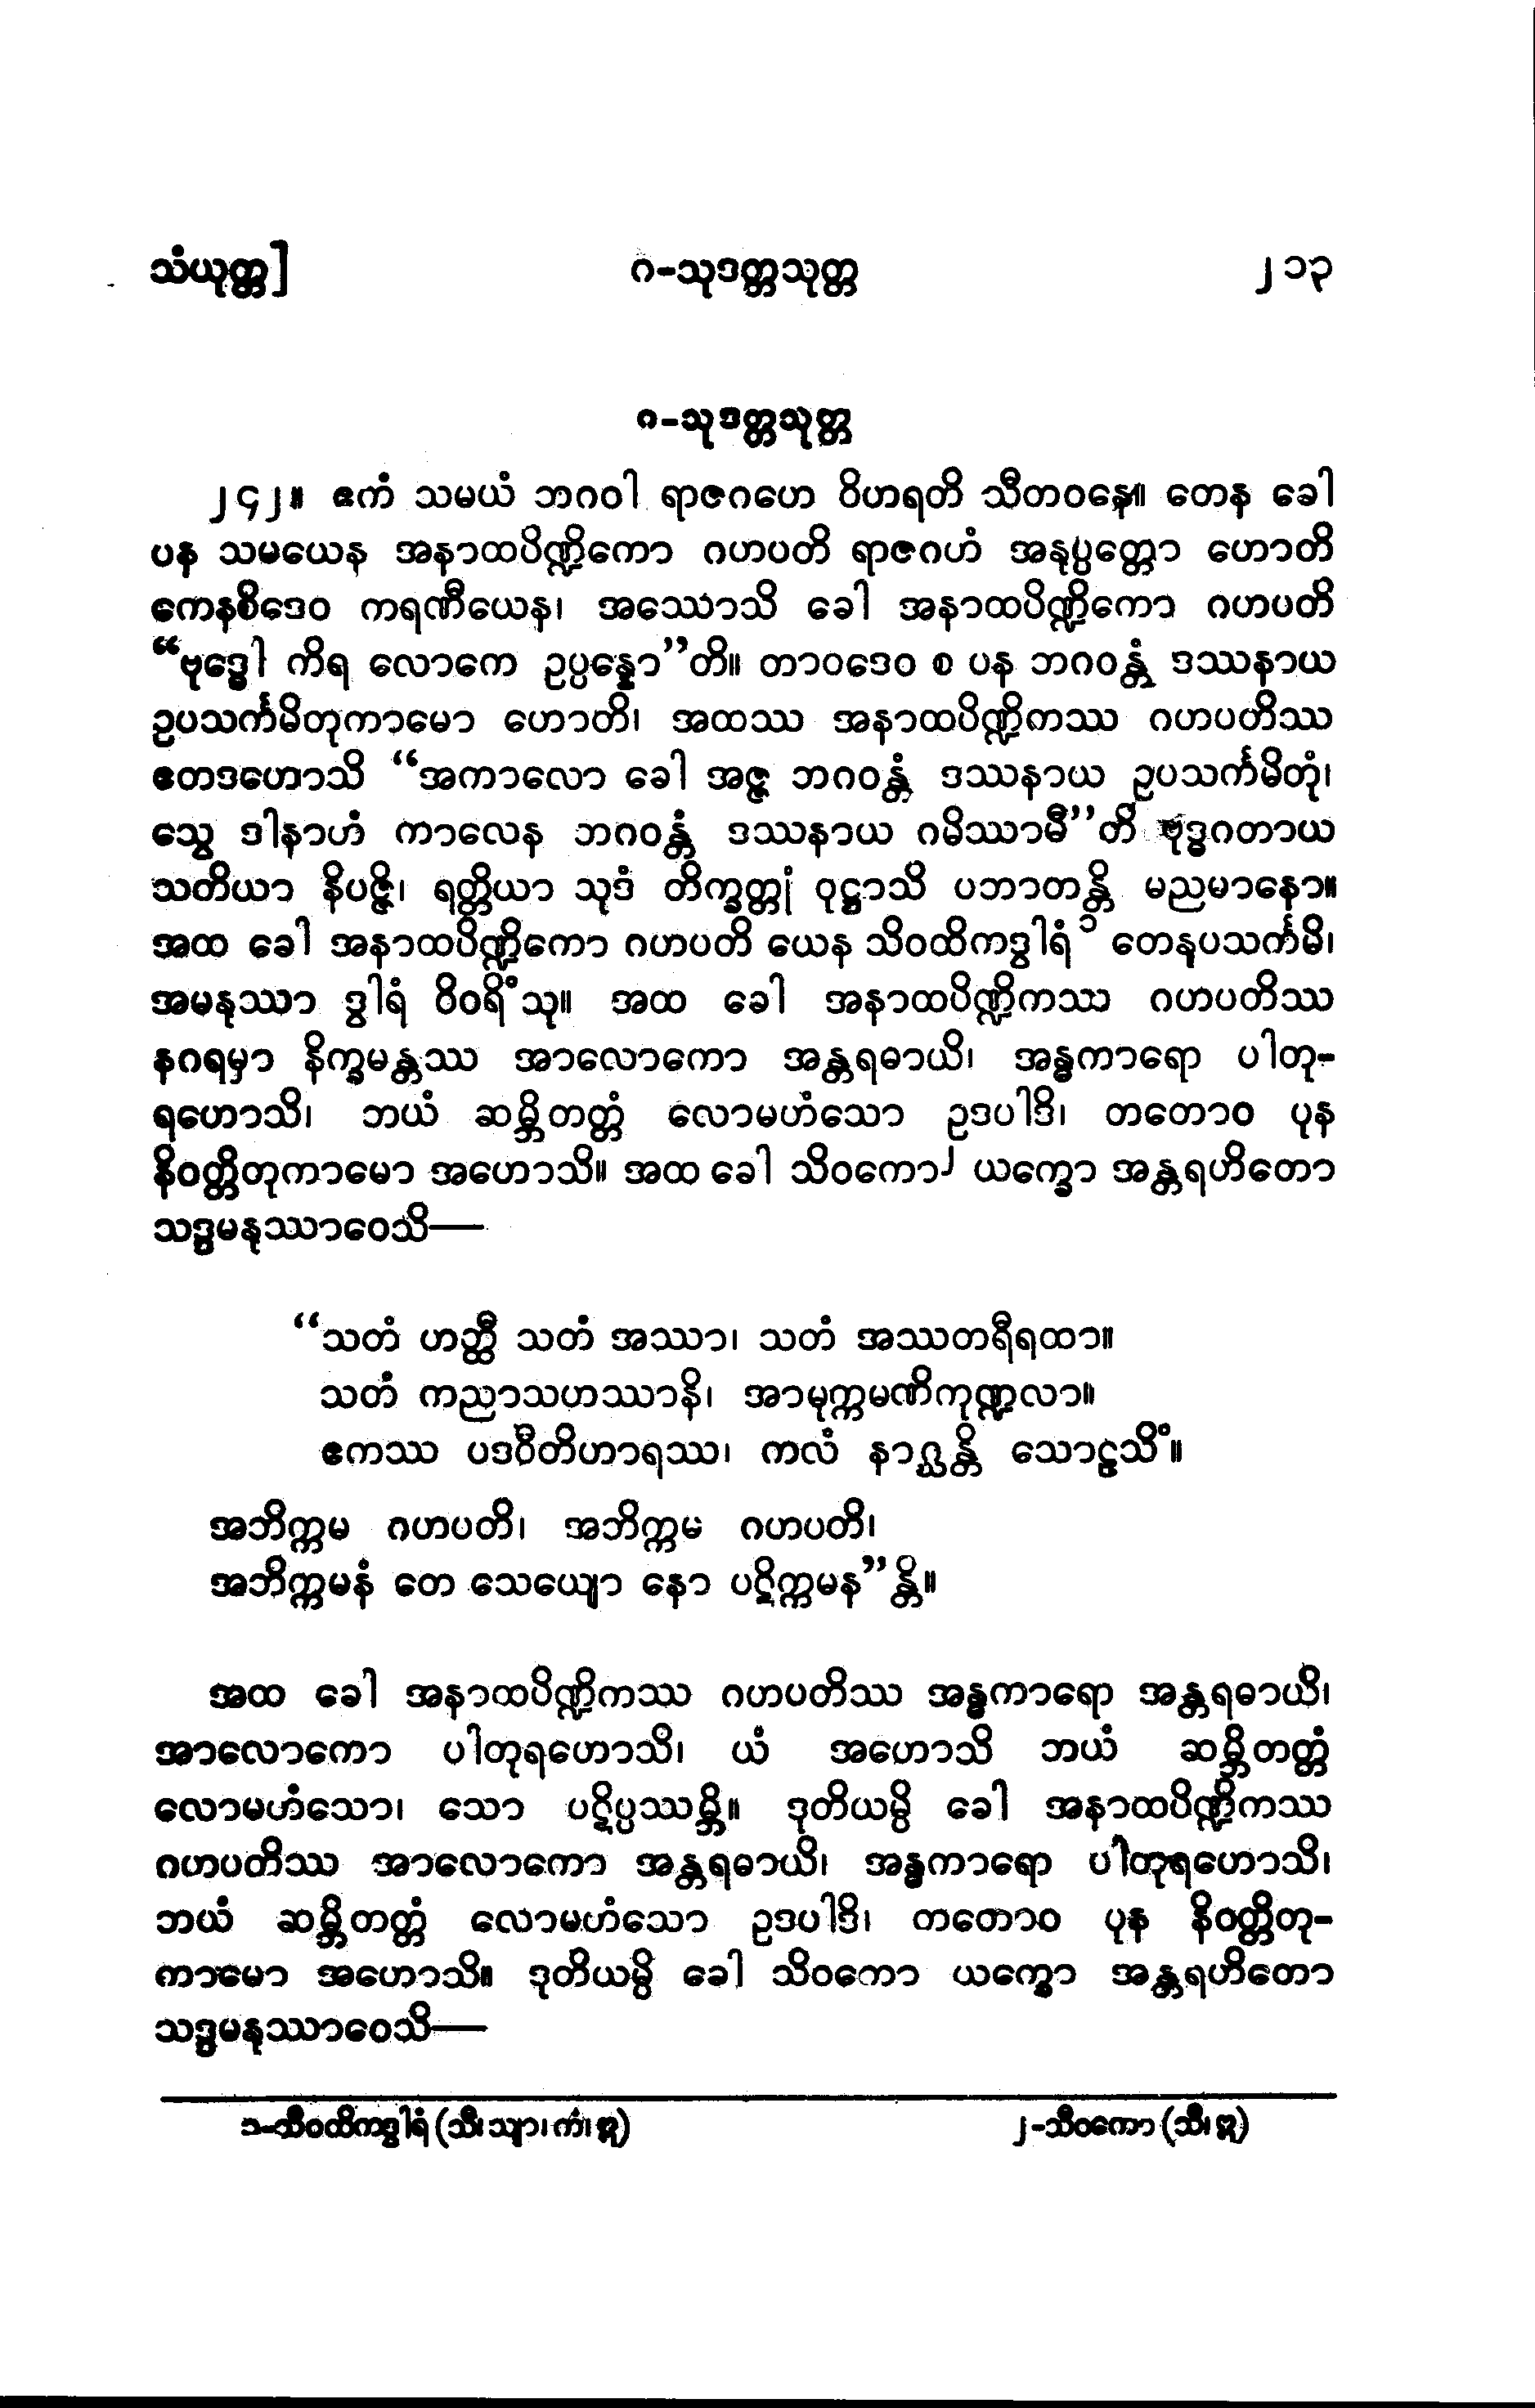 သံယုတ္တ] ဂ-သုဒတ္တသုတ္တ ၂၁၃
ဂ-သုဒတ္တသုတ္တ
၂၄၂။ ဧကံ သမယံ ဘဂဝါ ရာဇဂဟေ ဝိဟရတိ သီတဝနေ။ တေန ခေါ
ပန သမယေန အနာထပိဏ္ဍိကော ဂဟပတိ ရာဇဂဟံ အနုပ္ပတ္တော ဟောတိ
ကေနစိဒေဝ ကရဏီယေန၊ အဿောသိ ခေါ အနာထပိဏ္ဍိကော ဂဟပတိ
“ဗုဒ္ဓေါ ကိရ လောကေ ဥပ္ပန္နော”တိ။ တာဝဒေဝ စ ပန ဘဂဝန္တံ ဒဿနာယ
ဥပသင်္ကမိတုကာမော ဟောတိ၊ အထဿ အနာထပိဏ္ဍိကဿ ဂဟပတိဿ
ဧတဒဟောသိ “အကာလော ခေါ အဇ္ဇ ဘဂဝန္တံ ဒဿနာယ ဥပသင်္ကမိတုံ၊
သွေ ဒါနာဟံ ကာလေန ဘဂဝန္တံ ဒဿနာယ ဂမိဿာမီ”တိ ဗုဒ္ဓဂတာယ
သတိယာ နိပဇ္ဇိ၊ ရတ္တိယာ သုဒံ တိက္ခတ္တုံ ဝုဋ္ဌာသိ ပဘာတန္တိ မညမာနော။
အထ ခေါ အနာထပိဏ္ဍိကော ဂဟပတိ ယေန သိဝထိကဒွါရံ၁ တေနုပသင်္ကမိ၊
အမနုဿာ ဒွါရံ ဝိဝရိံသု။ အထ ခေါ အနာထပိဏ္ဍိကဿ ဂဟပတိဿ
နဂရမှာ နိက္ခမန္တဿ အာလောကော အန္တရဓာယိ၊ အန္ဓကာရော ပါတု-
ရဟောသိ၊ ဘယံ ဆမ္ဘိတတ္တံ လောမဟံသော ဥဒပါဒိ၊ တတောဝ ပုန
နိဝတ္တိတုကာမော အဟောသိ။ အထ ခေါ သိဝကော၂ ယက္ခော အန္တရဟိတော
သဒ္ဒမနုဿာဝေသိ—
“သတံ ဟတ္ထီ သတံ အဿာ၊ သတံ အဿတရီရထာ။
သတံ ကညာသဟဿာနိ၊ အာမုက္ကမဏိကုဏ္ဍလာ။
ဧကဿ ပဒဝီတိဟာရဿ၊ ကလံ နာဂ္ဃန္တိ သောဠသိံ။
အဘိက္ကမ ဂဟပတိ၊ အဘိက္ကမ ဂဟပတိ၊
အဘိက္ကမနံ တေ သေယျော နော ပဋိက္ကမန”န္တိ။
အထ ခေါ အနာထပိဏ္ဍိကဿ ဂဟပတိဿ အန္ဓကာရော အန္တရဓာယိ၊
အာလောကော ပါတုရဟောသိ၊ ယံ အဟောသိ ဘယံ ဆမ္ဘိတတ္တံ
လောမဟံသော၊ သော ပဋိပ္ပဿမ္ဘိ။ ဒုတိယမ္ပိ ခေါ အနာထပိဏ္ဍိကဿ
ဂဟပတိဿ အာလောကော အန္တရဓာယိ၊ အန္ဓကာရော ပါတုရဟောသိ၊
ဘယံ ဆမ္ဘိတတ္တံ လောမဟံသော ဥဒပါဒိ၊ တတောဝ ပုန နိဝတ္တိတု-
ကာမော အဟောသိ။ ဒုတိယမ္ပိ ခေါ သိဝကော ယက္ခော အန္တရဟိတော
သဒ္ဒမနုဿာဝေသိ—
၁-သီဝထိကဒွါရံ (သီ၊ သျာ၊ ကံ၊ ဣ) ၂-သီဝကော (သီ၊ ဣ)